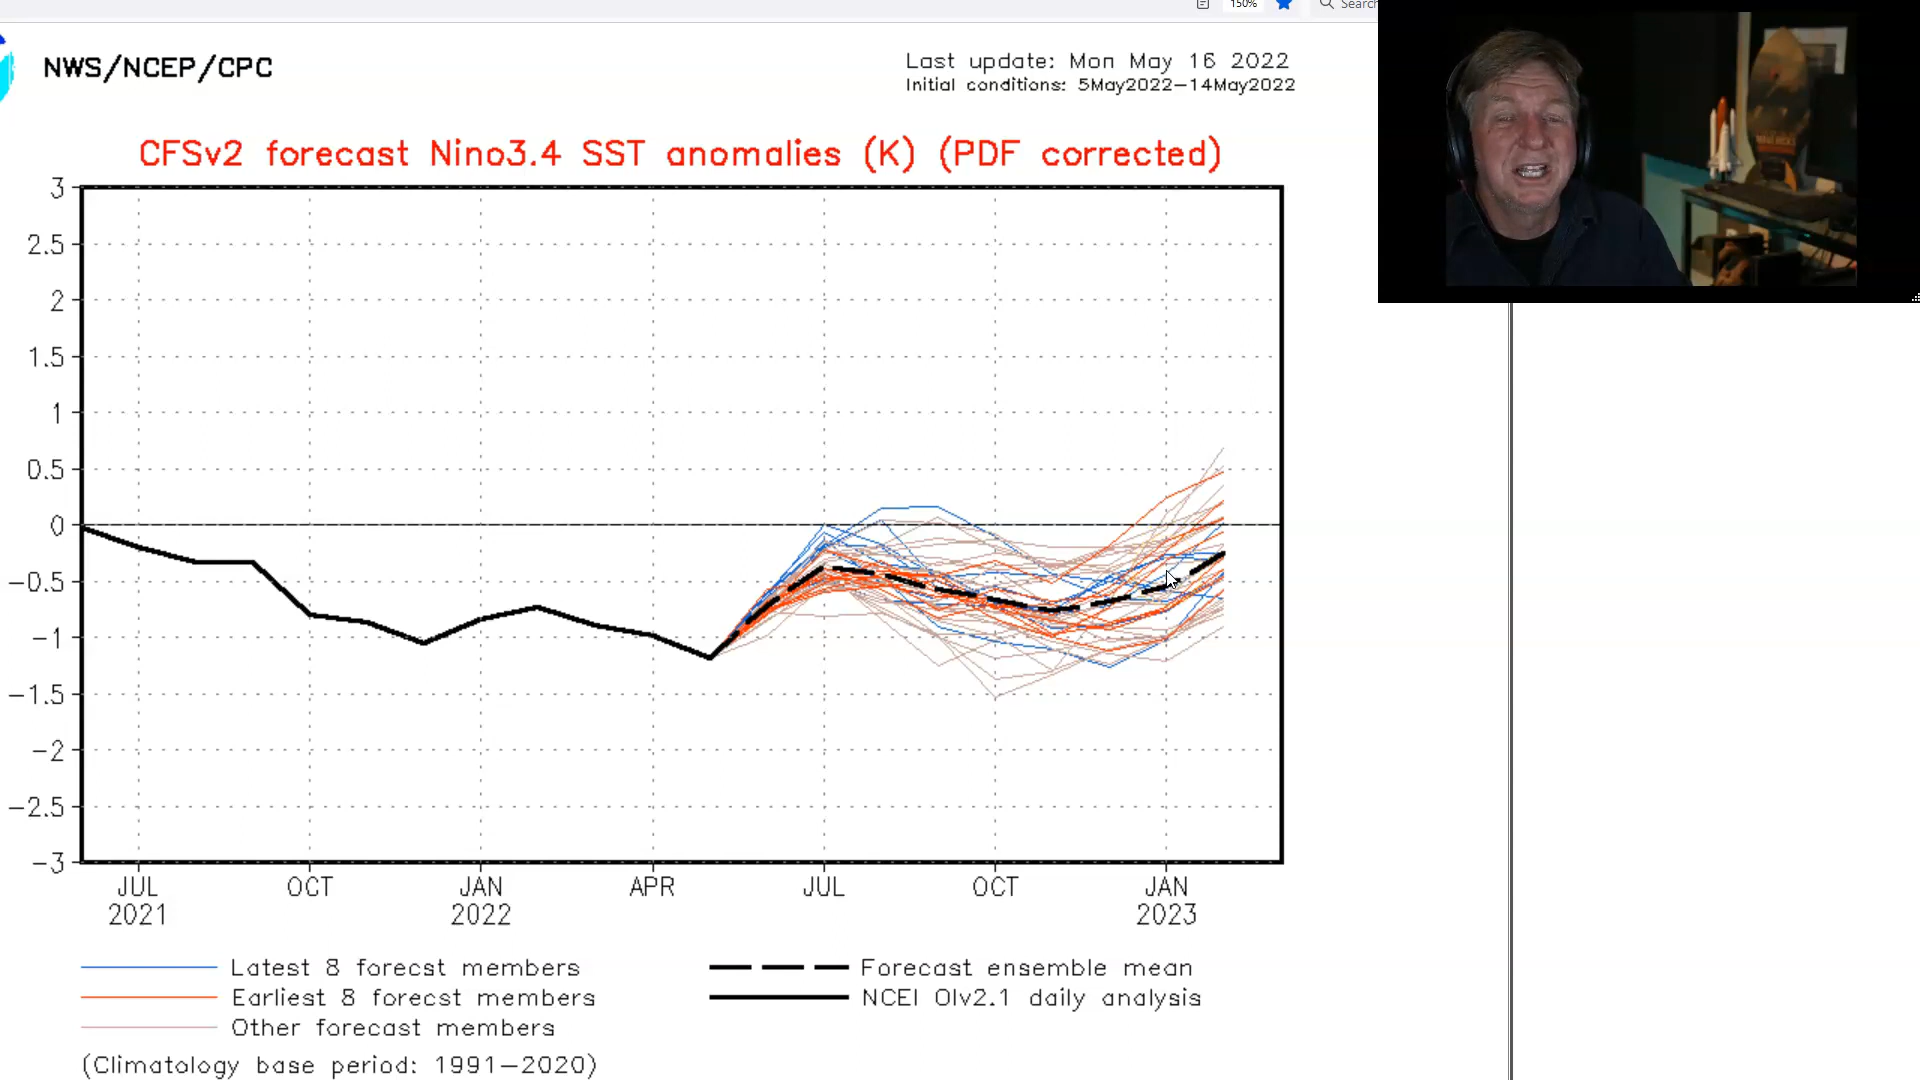 150%
Search
NWS/NCEP/CPC
Last update: Mon May 16 2022
Initial conditions: 5May2022–14May2022
CFSv2 forecast Nino3.4 SST anomalies (K) (PDF corrected)
3
2.5
2
1.5
1
0.5
0
−0.5
−1
−1.5
−2
−2.5
−3
JUL OCT JAN APR JUL OCT JAN
2021 2022 2023
Latest 8 forecst members
Forecast ensemble mean
Earliest 8 forecst members
NCEI OIv2.1 daily analysis
Other forecast members
(Climatology base period: 1991–2020)